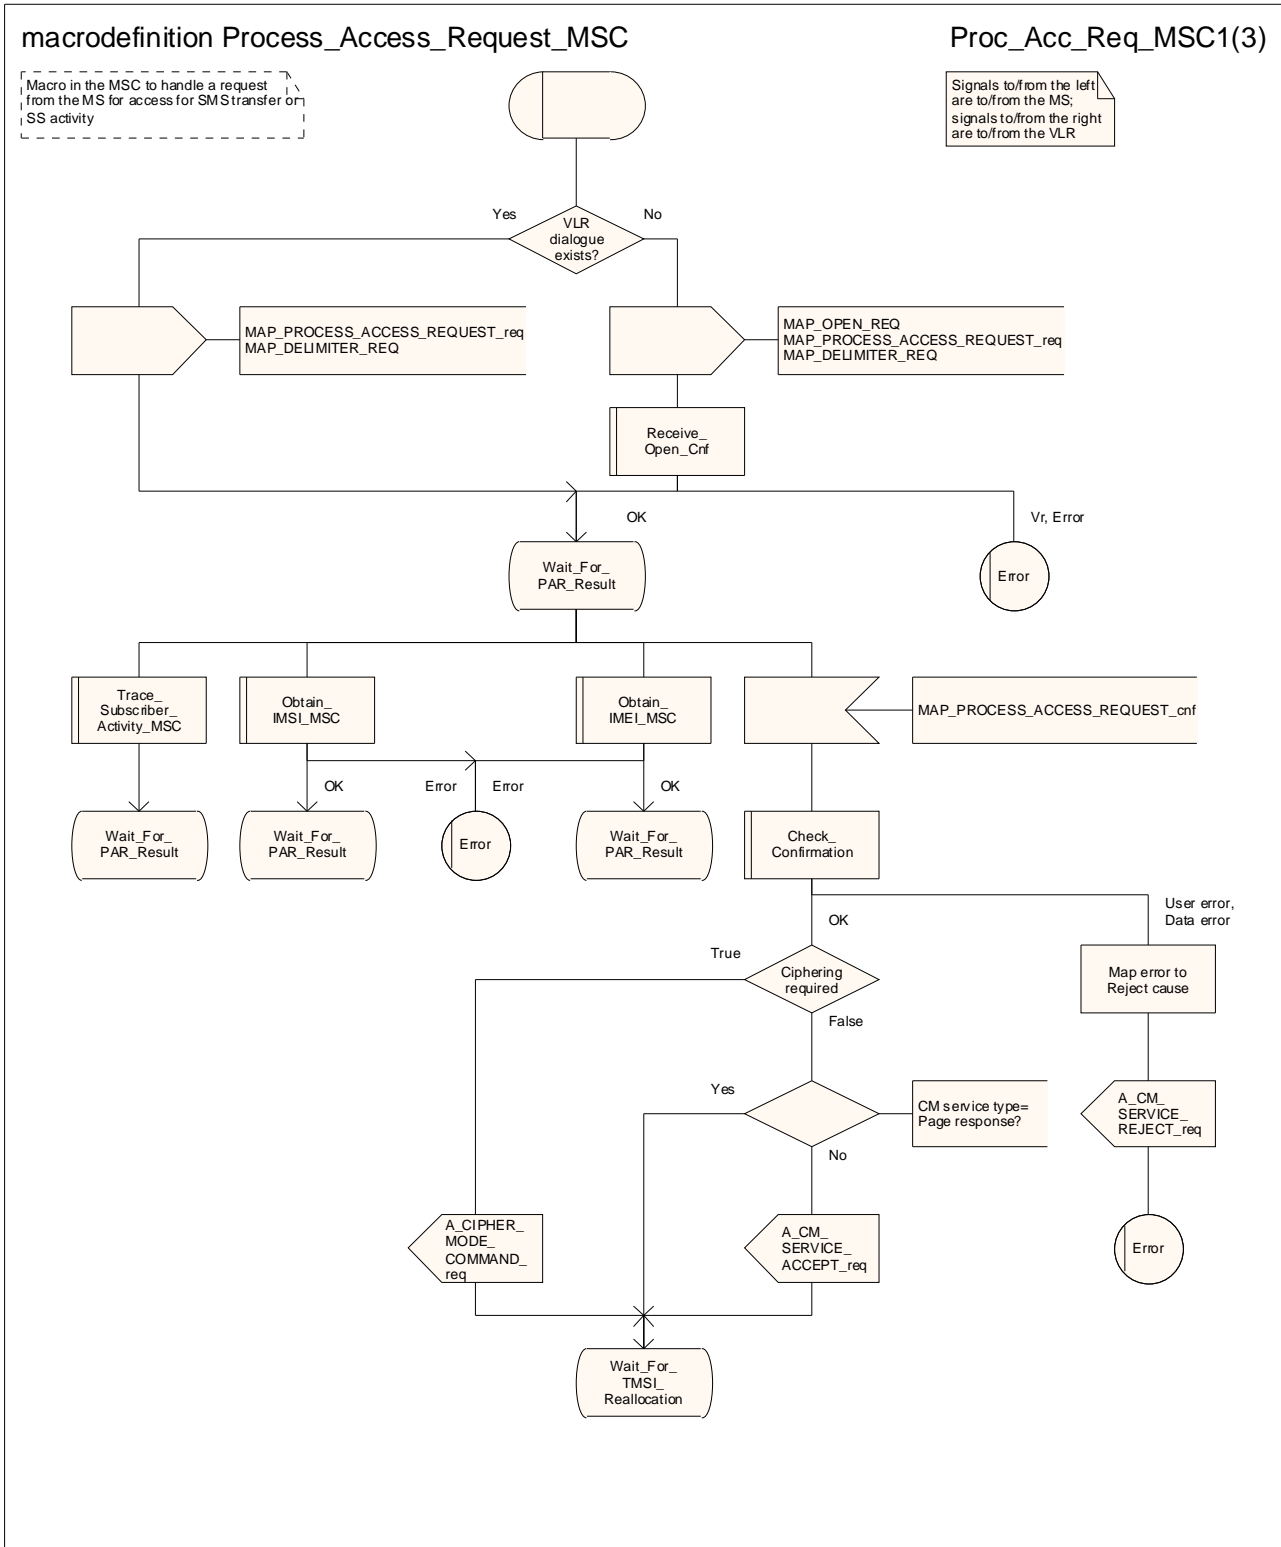 macrodefinition Process_Access_Request_MSC
Proc_Acc_Req_MSC1(3)
Macro in the MSC to handle a request
from the MS for access for SMS transfer or
SS activity
Signals to/from the left
are to/from the MS;
signals to/from the right
are to/from the VLR
Yes
No
VLR
dialogue
exists?
MAP_PROCESS_ACCESS_REQUEST_req
MAP_DELIMITER_REQ
MAP_OPEN_REQ
MAP_PROCESS_ACCESS_REQUEST_req
MAP_DELIMITER_REQ
Receive_
Open_Cnf
OK
Vr, Error
Wait_For_
PAR_Result
Error
Trace_
Subscriber_
Activity_MSC
Obtain_
IMSI_MSC
Obtain_
IMEI_MSC
MAP_PROCESS_ACCESS_REQUEST_cnf
OK
Error
Error
OK
Wait_For_
PAR_Result
Wait_For_
PAR_Result
Error
Wait_For_
PAR_Result
Check_
Confirmation
User error,
Data error
OK
True
Ciphering
required
Map error to
Reject cause
False
Yes
CM service type=
Page response?
A_CM_
SERVICE_
REJECT_req
No
A_CIPHER_
MODE_
COMMAND_
req
A_CM_
SERVICE_
ACCEPT_req
Error
Wait_For_
TMSI_
Reallocation